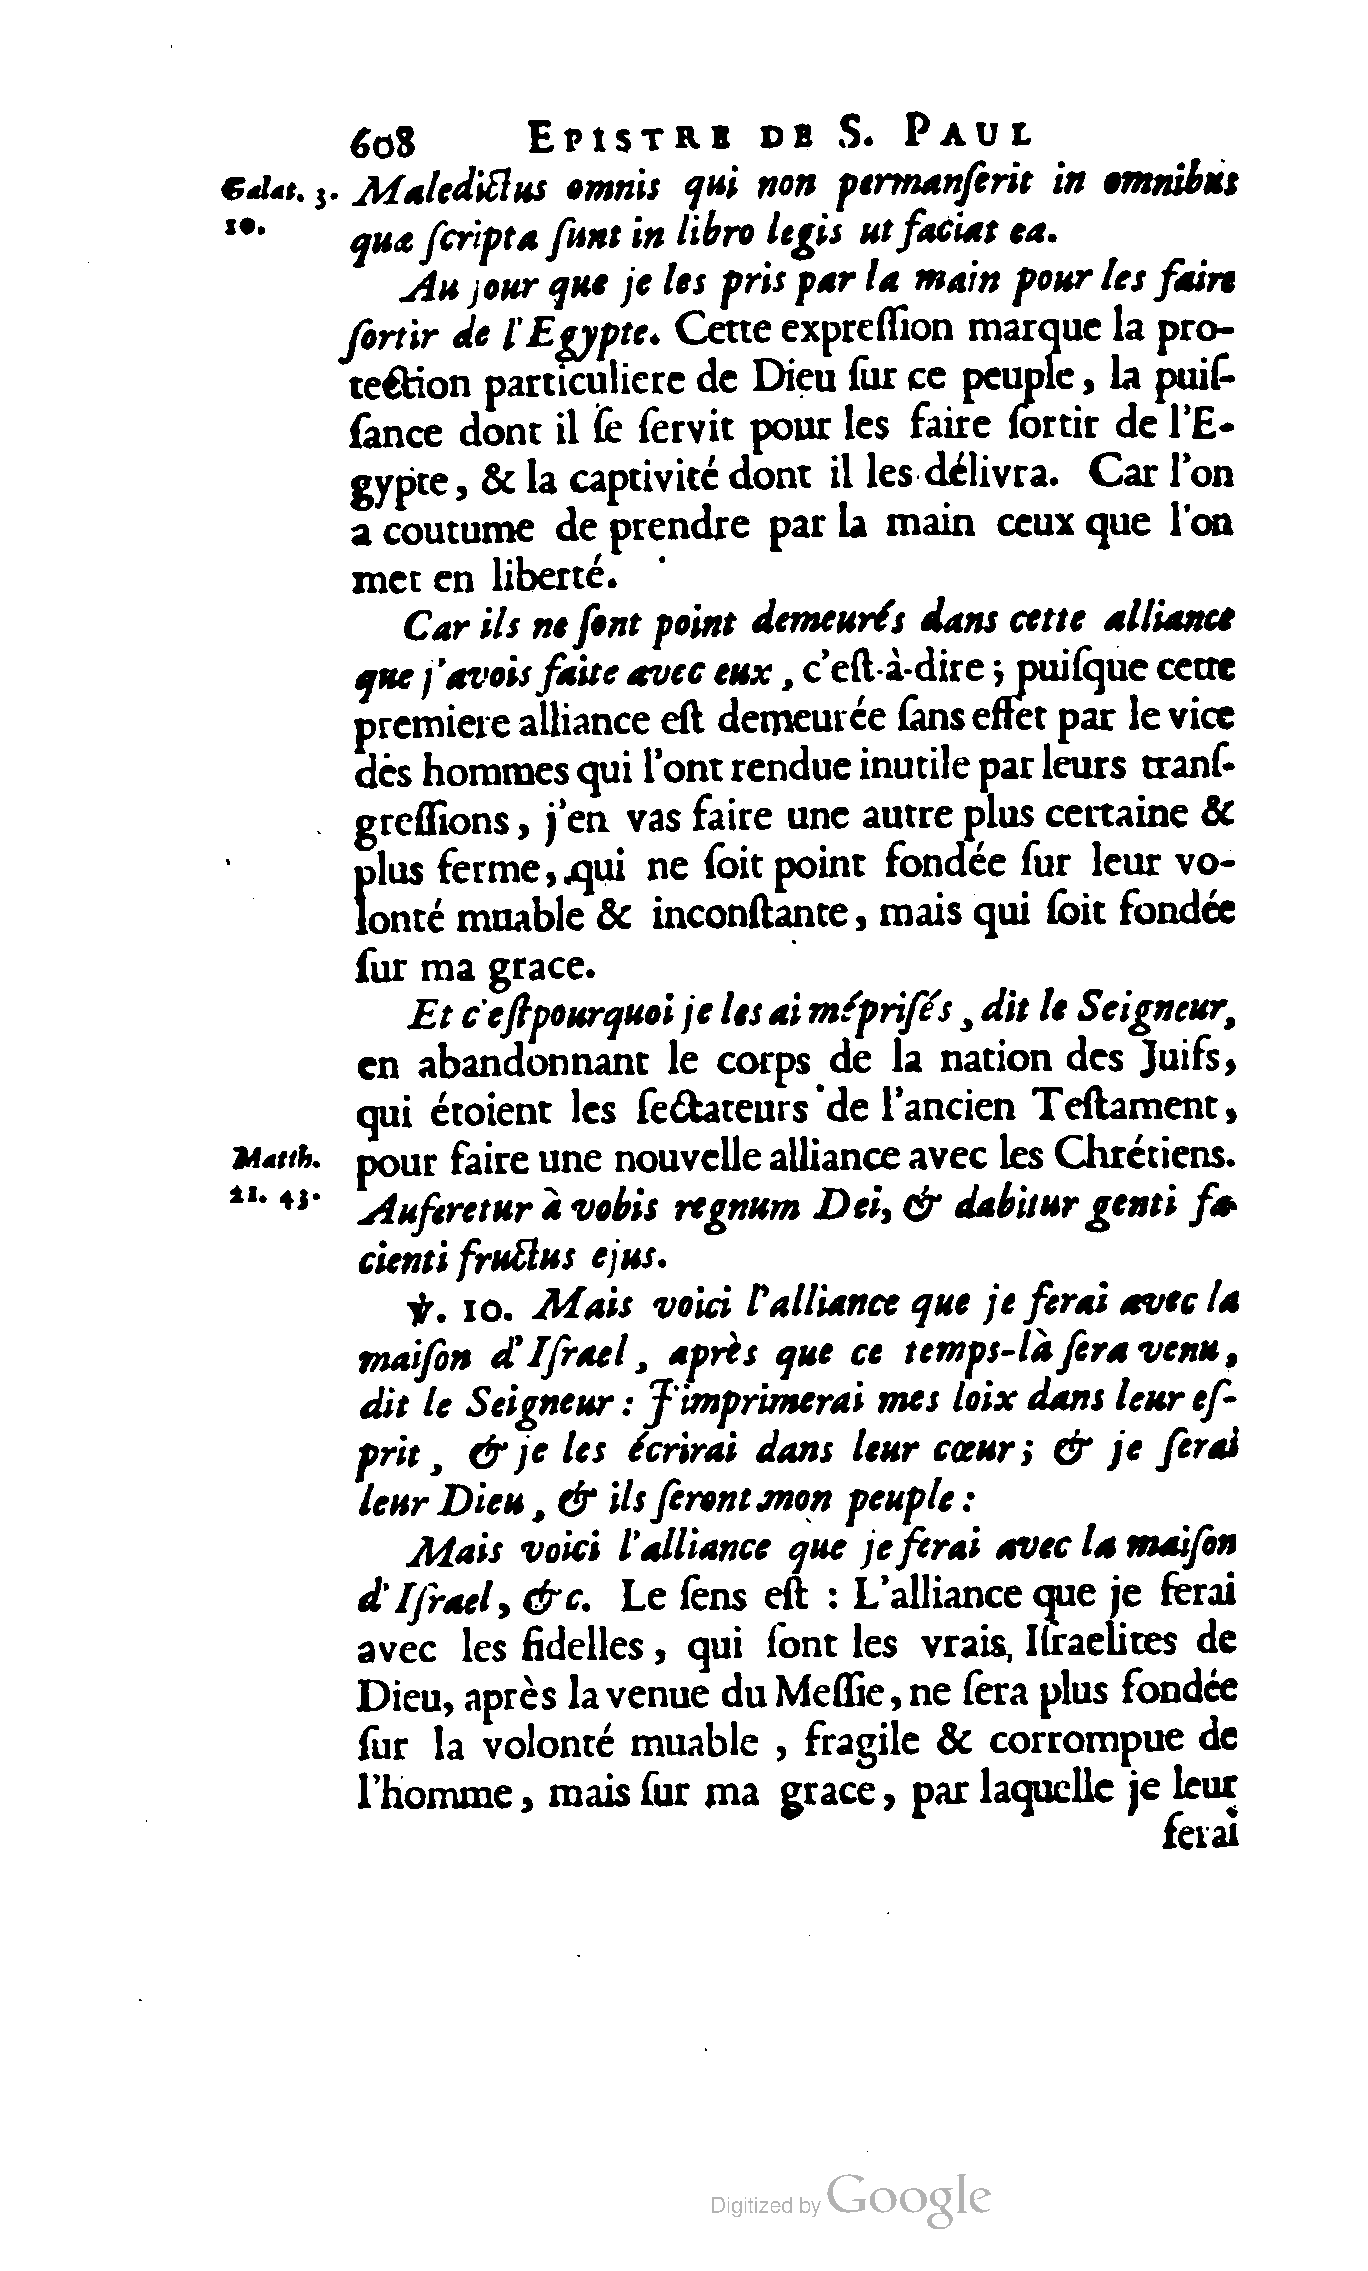 608 EPISTRE DE S. PAUL
Galat. 3. Maledictus omnis qui non permanſerit in omnibus
10. quæ ſcripta ſunt in libro legis ut faciat ea.
Au jour que je les pris par la main pour les faire
ſortir de l'Egypte. Cette expreſſion marque la pro-
tection particuliere de Dieu ſur ce peuple, la puiſ-
ſance dont il ſe ſervit pour les faire ſortir de l'E-
gypte, & la captivité dont il les délivra. Car l'on
a coutume de prendre par la main ceux que l'on
met en liberté.
Car ils ne ſont point demeurés dans cette alliance
que j'avois faite avec eux, c'eſt-à-dire; puiſque cette
premiere alliance eſt demeurée ſans effet par le vice
des hommes qui l'ont rendue inutile par leurs tranſ-
greſſions, j'en vas faire une autre plus certaine &
plus ferme, qui ne ſoit point fondée ſur leur vo-
lonté muable & inconſtante, mais qui ſoit fondée
ſur ma grace.
Et c'eſtpourquoi je les ai mépriſés, dit le Seigneur,
en abandonnant le corps de la nation des Juifs,
qui étoient les ſectateurs de l'ancien Teſtament,
Matth. pour faire une nouvelle alliance avec les Chrétiens.
21. 43. Auferetur à vobis regnum Dei, & dabitur genti fa-
cienti fructus ejus.
℣. 10. Mais voici l'alliance que je ferai avec la
maiſon d'Iſrael, après que ce temps-là ſera venu,
dit le Seigneur : J'imprimerai mes loix dans leur eſ-
prit, & je les écrirai dans leur cœur; & je ſerai
leur Dieu, & ils ſeront mon peuple :
Mais voici l'alliance que je ferai avec la maiſon
d'Iſrael, &c. Le ſens eſt : L'alliance que je ferai
avec les fidelles, qui ſont les vrais Iſraelites de
Dieu, après la venue du Meſſie, ne ſera plus fondée
ſur la volonté muable, fragile & corrompue de
l'homme, mais ſur ma grace, par laquelle je leur
ferai
Digitized by Google